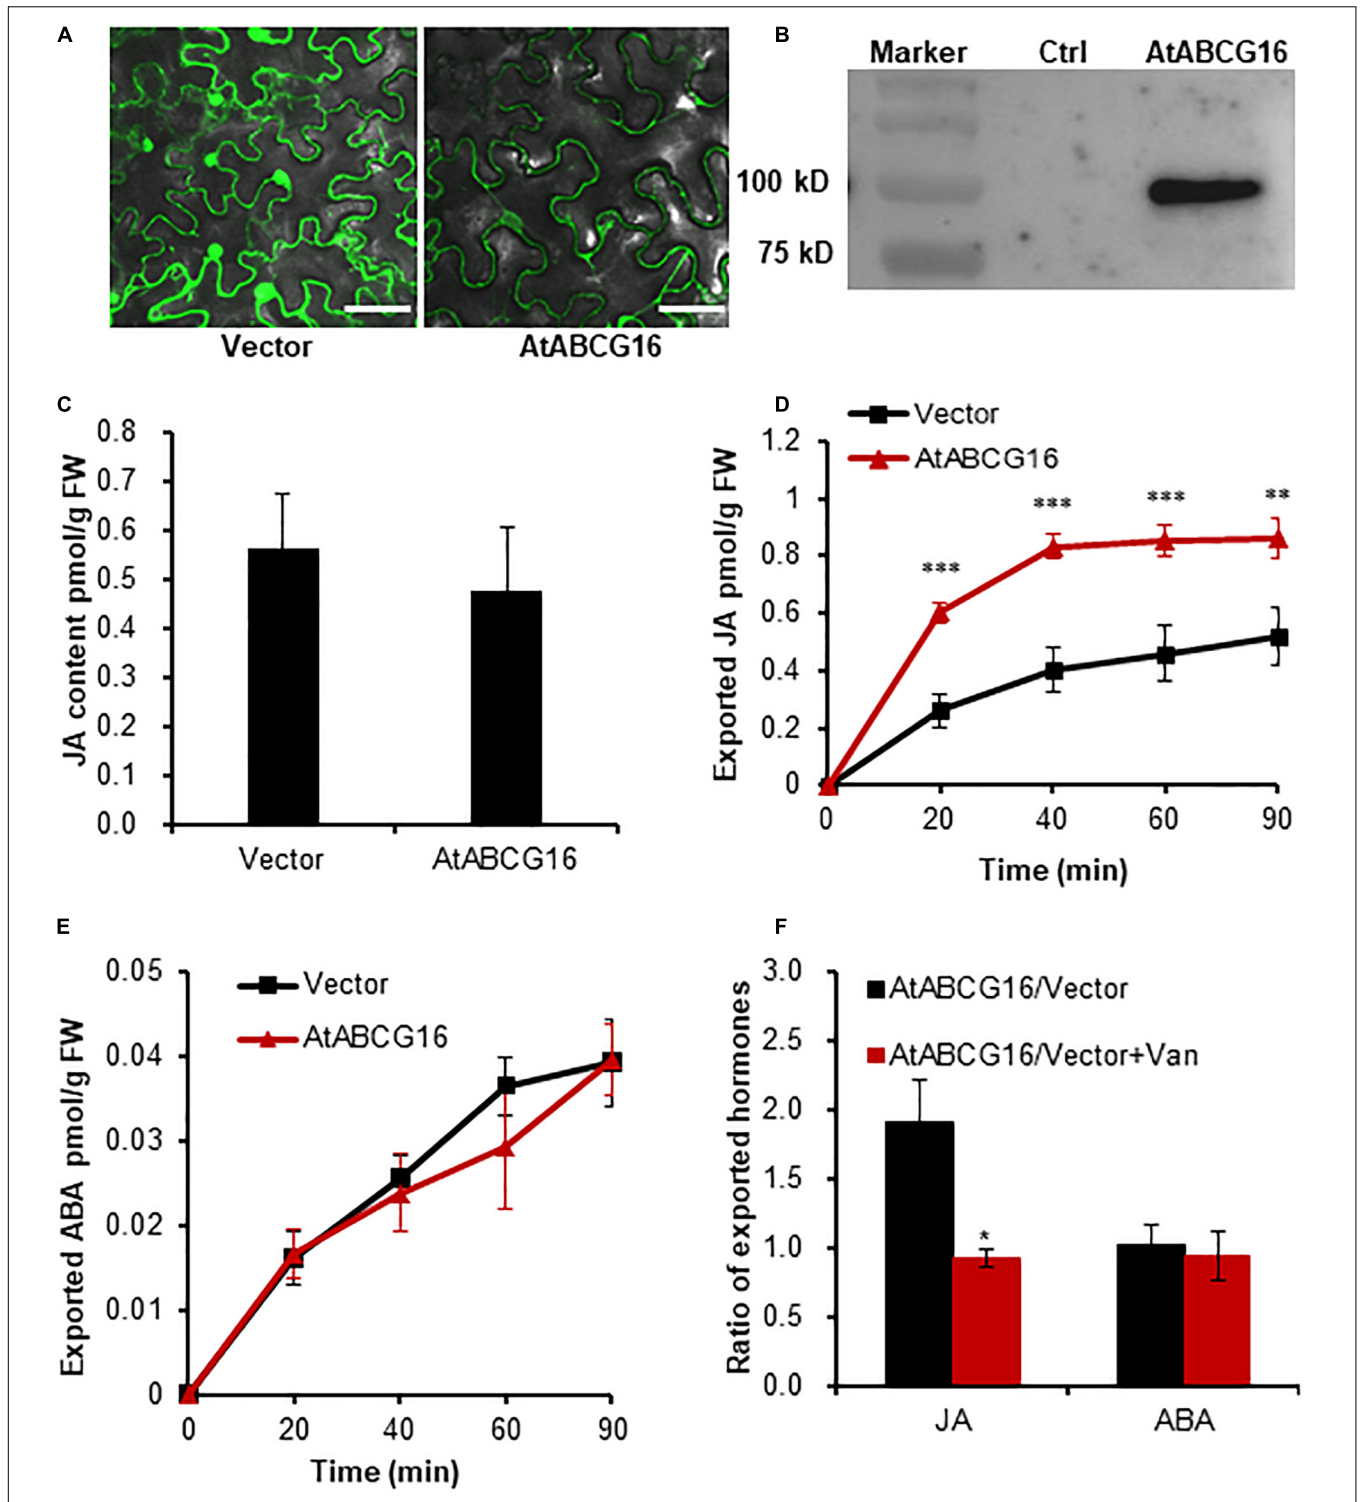 A
Vector
AtABCG16
B
Marker Ctrl AtABCG16
100 kD
75 kD
C
JA content pmol/g FW
0.8
0.7
0.6
0.5
0.4
0.3
0.2
0.1
0.0
Vector AtABCG16
D
Vector
AtABCG16
Exported JA pmol/g FW
1.2
1
0.8
0.6
0.4
0.2
0
*** *** *** **
0 20 40 60 90
Time (min)
E
Vector
AtABCG16
Exported ABA pmol/g FW
0.05
0.04
0.03
0.02
0.01
0
0 20 40 60 90
Time (min)
F
AtABCG16/Vector
AtABCG16/Vector+Van
Ratio of exported hormones
3.0
2.5
2.0
1.5
1.0
0.5
0.0
*
JA ABA